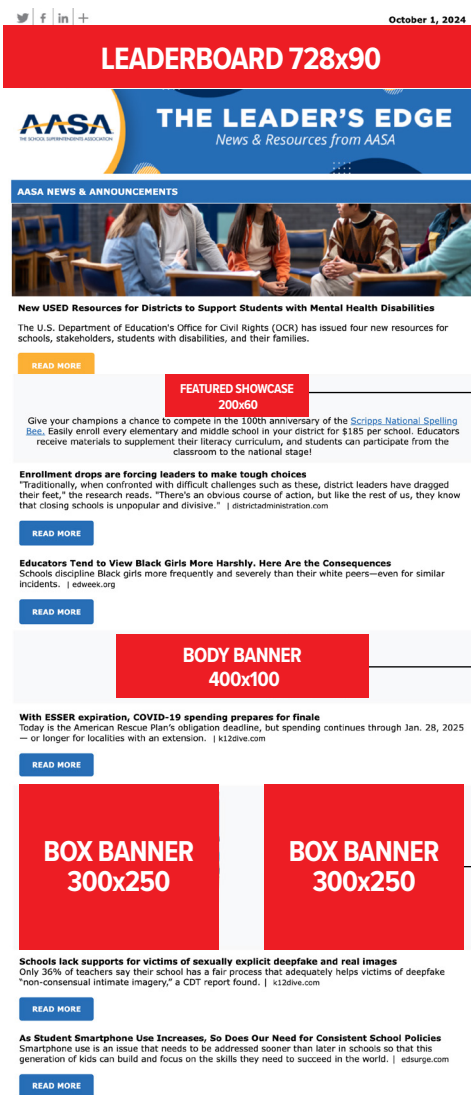 October 1, 2024
LEADERBOARD 728x90
AASA
THE SCHOOL SUPERINTENDENTS ASSOCIATION
THE LEADER'S EDGE
News & Resources from AASA
AASA NEWS & ANNOUNCEMENTS
New USED Resources for Districts to Support Students with Mental Health Disabilities
The U.S. Department of Education's Office for Civil Rights (OCR) has issued four new resources for
schools, stakeholders, students with disabilities, and their families.
READ MORE
FEATURED SHOWCASE
200x60
Give your champions a chance to compete in the 100th anniversary of the Scripps National Spelling
Bee. Easily enroll every elementary and middle school in your district for $185 per school. Educators
receive materials to supplement their literacy curriculum, and students can participate from the
classroom to the national stage!
Enrollment drops are forcing leaders to make tough choices
"Traditionally, when confronted with difficult challenges such as these, district leaders have dragged
their feet," the research reads. "There's an obvious course of action, but like the rest of us, they know
that closing schools is unpopular and divisive." | districtadministration.com
READ MORE
Educators Tend to View Black Girls More Harshly. Here Are the Consequences
Schools discipline Black girls more frequently and severely than their white peers—even for similar
incidents. | edweek.org
READ MORE
BODY BANNER
400x100
With ESSER expiration, COVID-19 spending prepares for finale
Today is the American Rescue Plan's obligation deadline, but spending continues through Jan. 28, 2025
— or longer for localities with an extension. | k12dive.com
READ MORE
BOX BANNER
300x250
BOX BANNER
300x250
Schools lack supports for victims of sexually explicit deepfake and real images
Only 36% of teachers say their school has a fair process that adequately helps victims of deepfake
"non-consensual intimate imagery," a CDT report found. | k12dive.com
READ MORE
As Student Smartphone Use Increases, So Does Our Need for Consistent School Policies
Smartphone use is an issue that needs to be addressed sooner than later in schools so that this
generation of kids can build and focus on the skills they need to succeed in the world. | edsurge.com
READ MORE